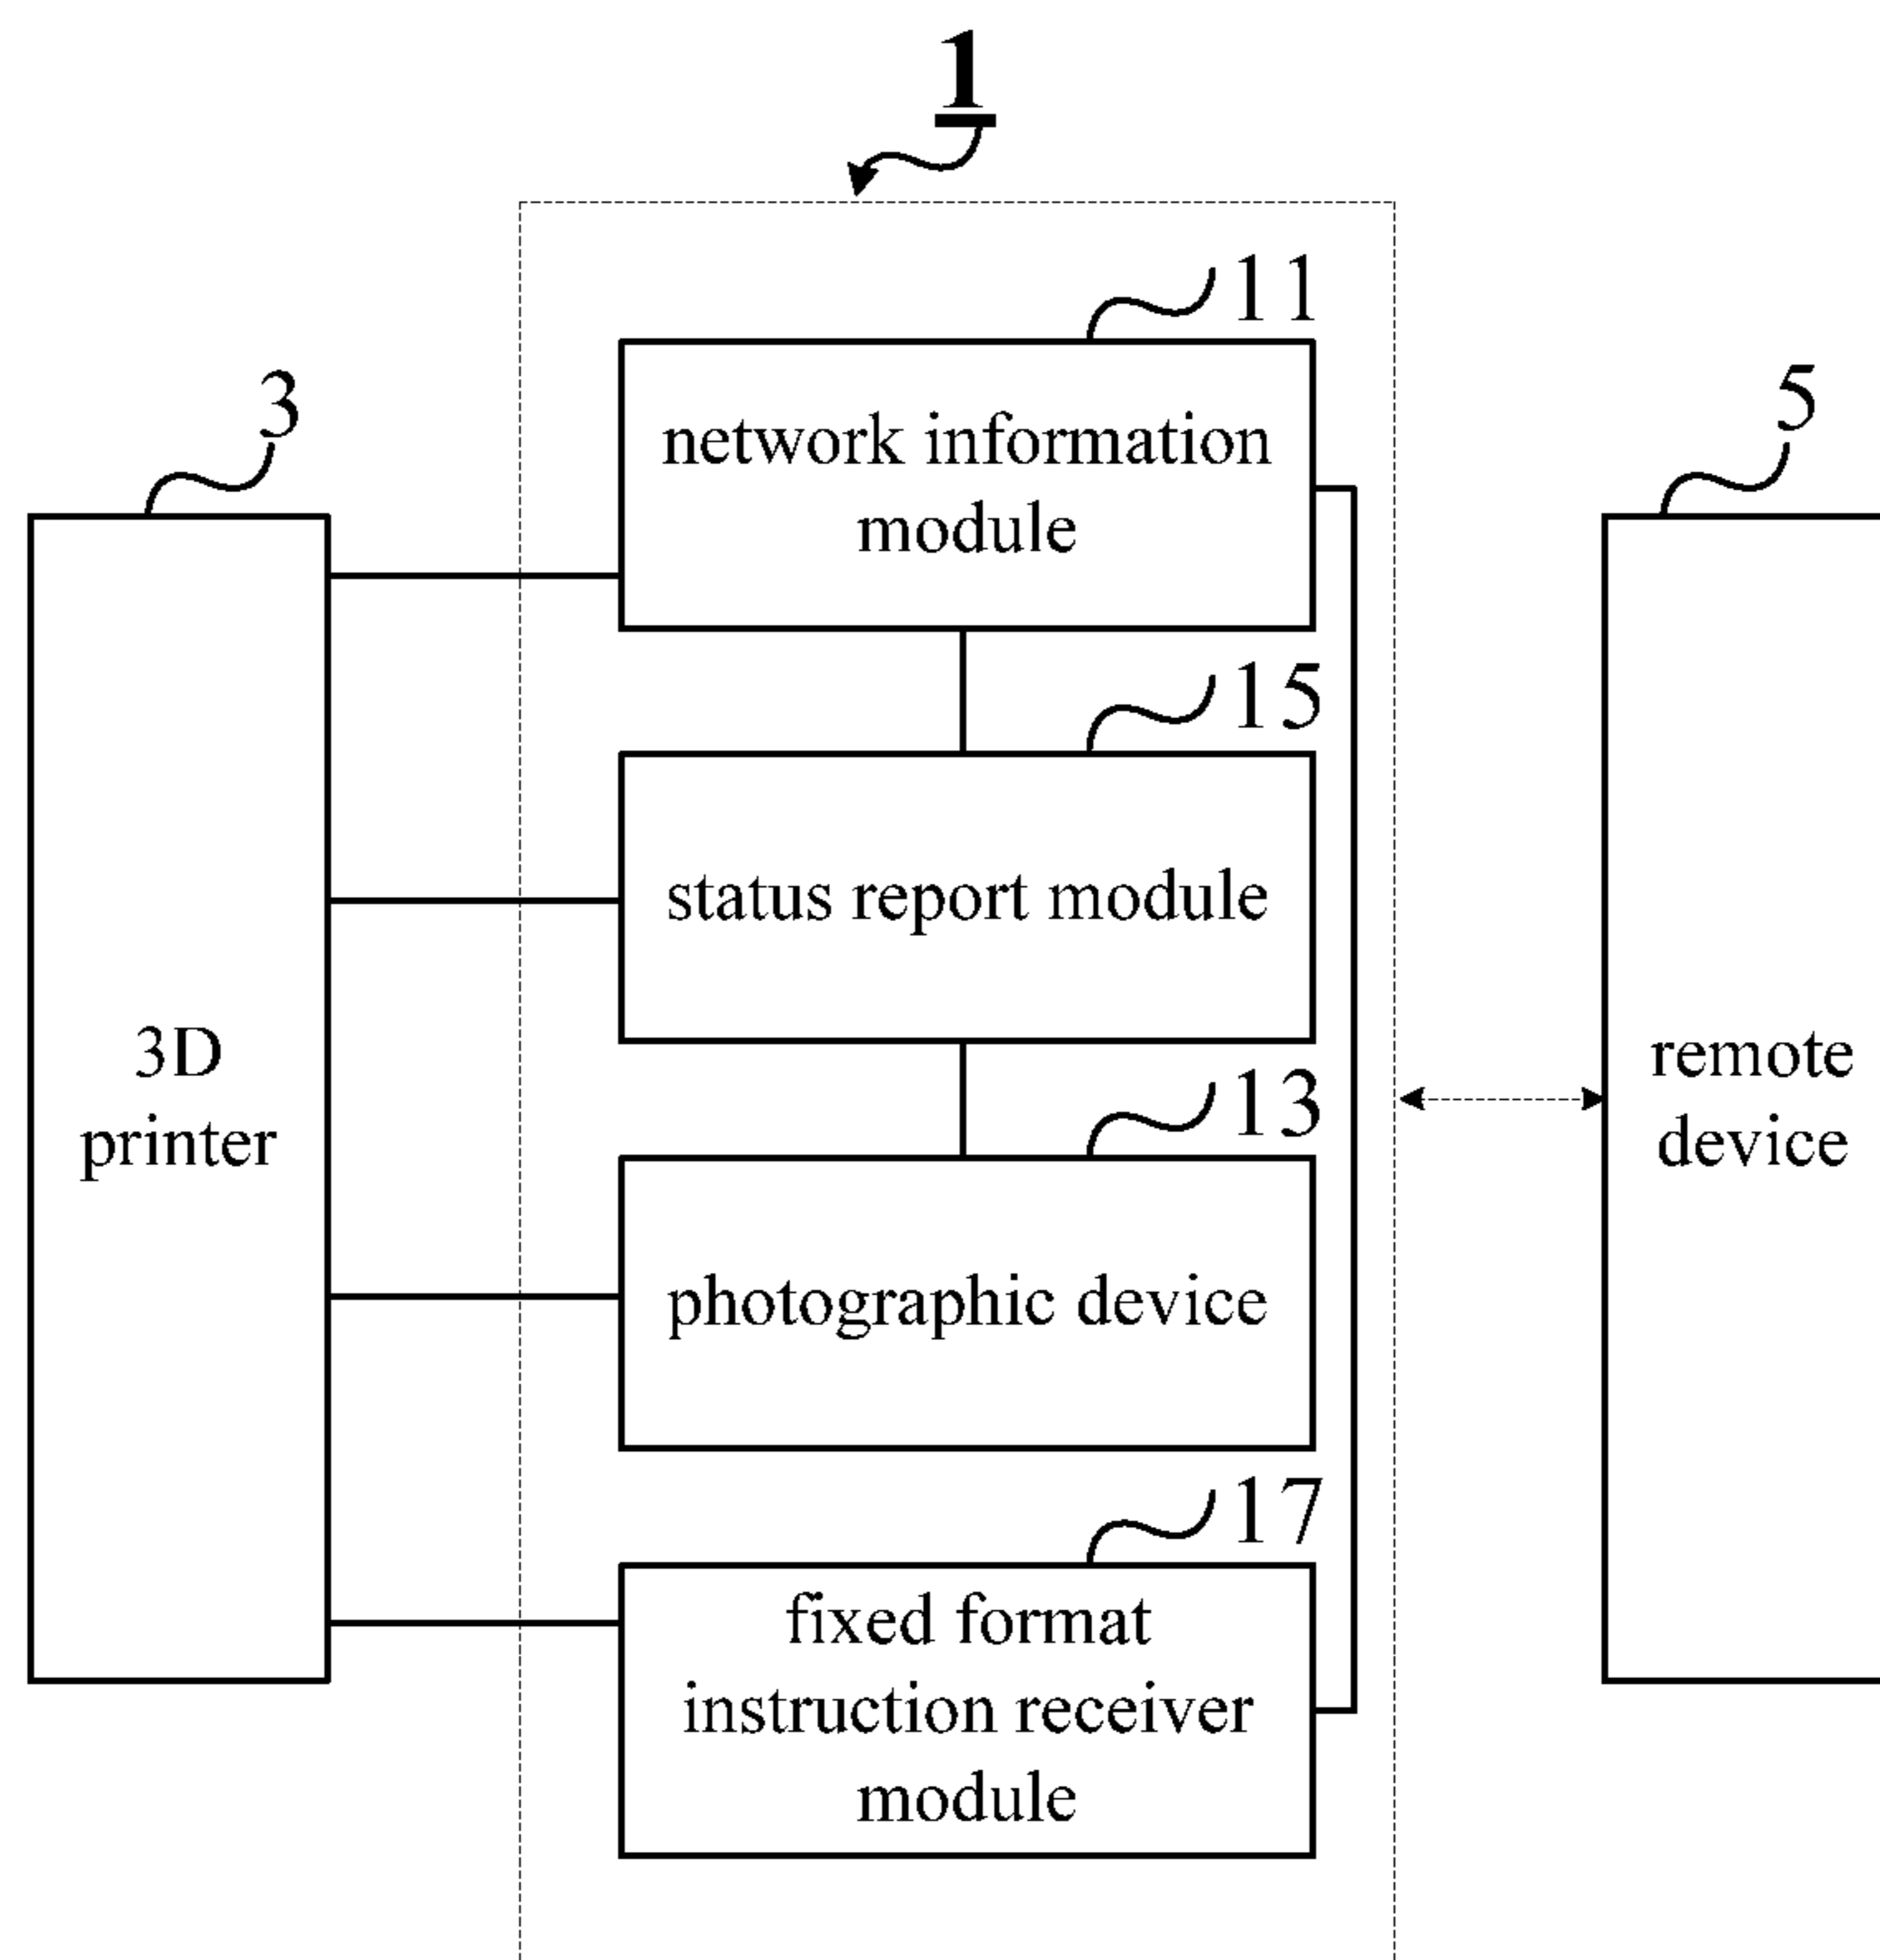 1
11
network information
module
3
5
15
status report module
3D
printer
remote
device
13
photographic device
17
fixed format
instruction receiver
module